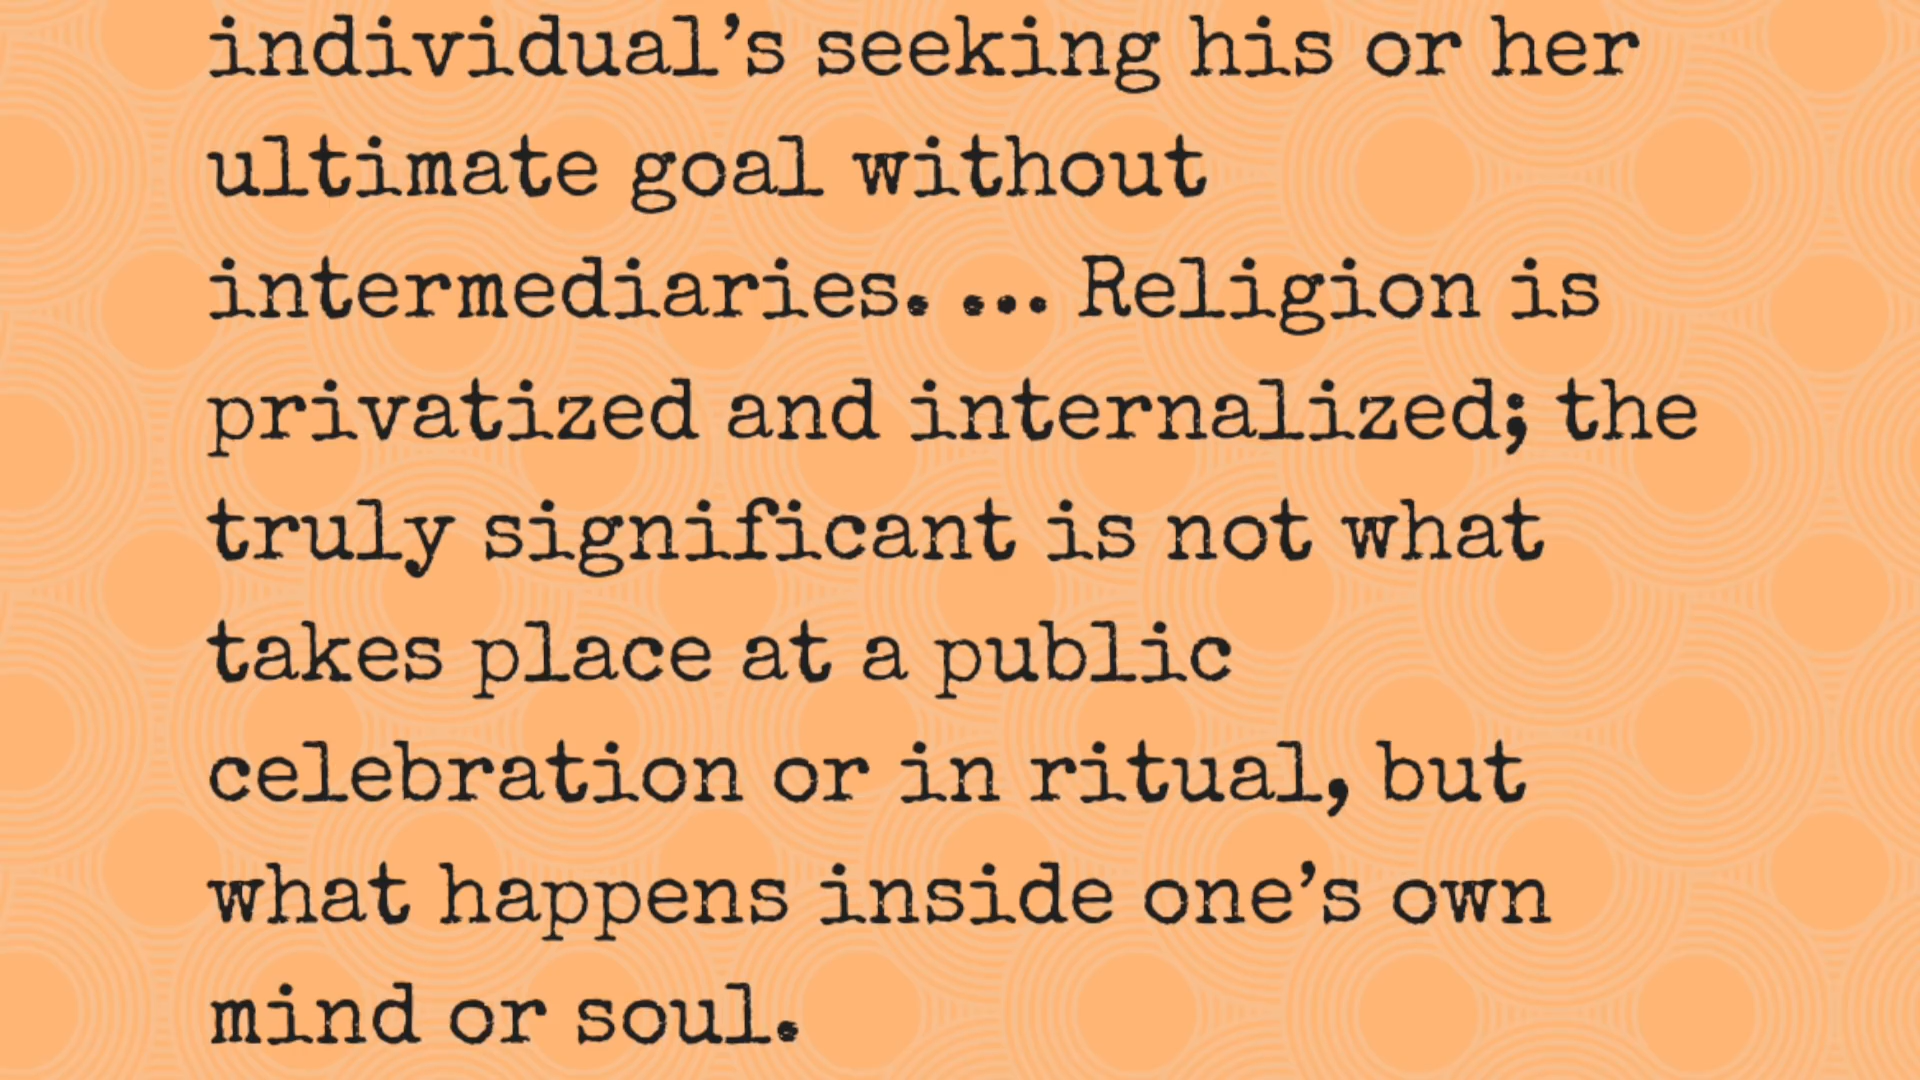 individual’s seeking his or her
ultimate goal without
intermediaries. ... Religion is
privatized and internalized; the
truly significant is not what
takes place at a public
celebration or in ritual, but
what happens inside one’s own
mind or soul.